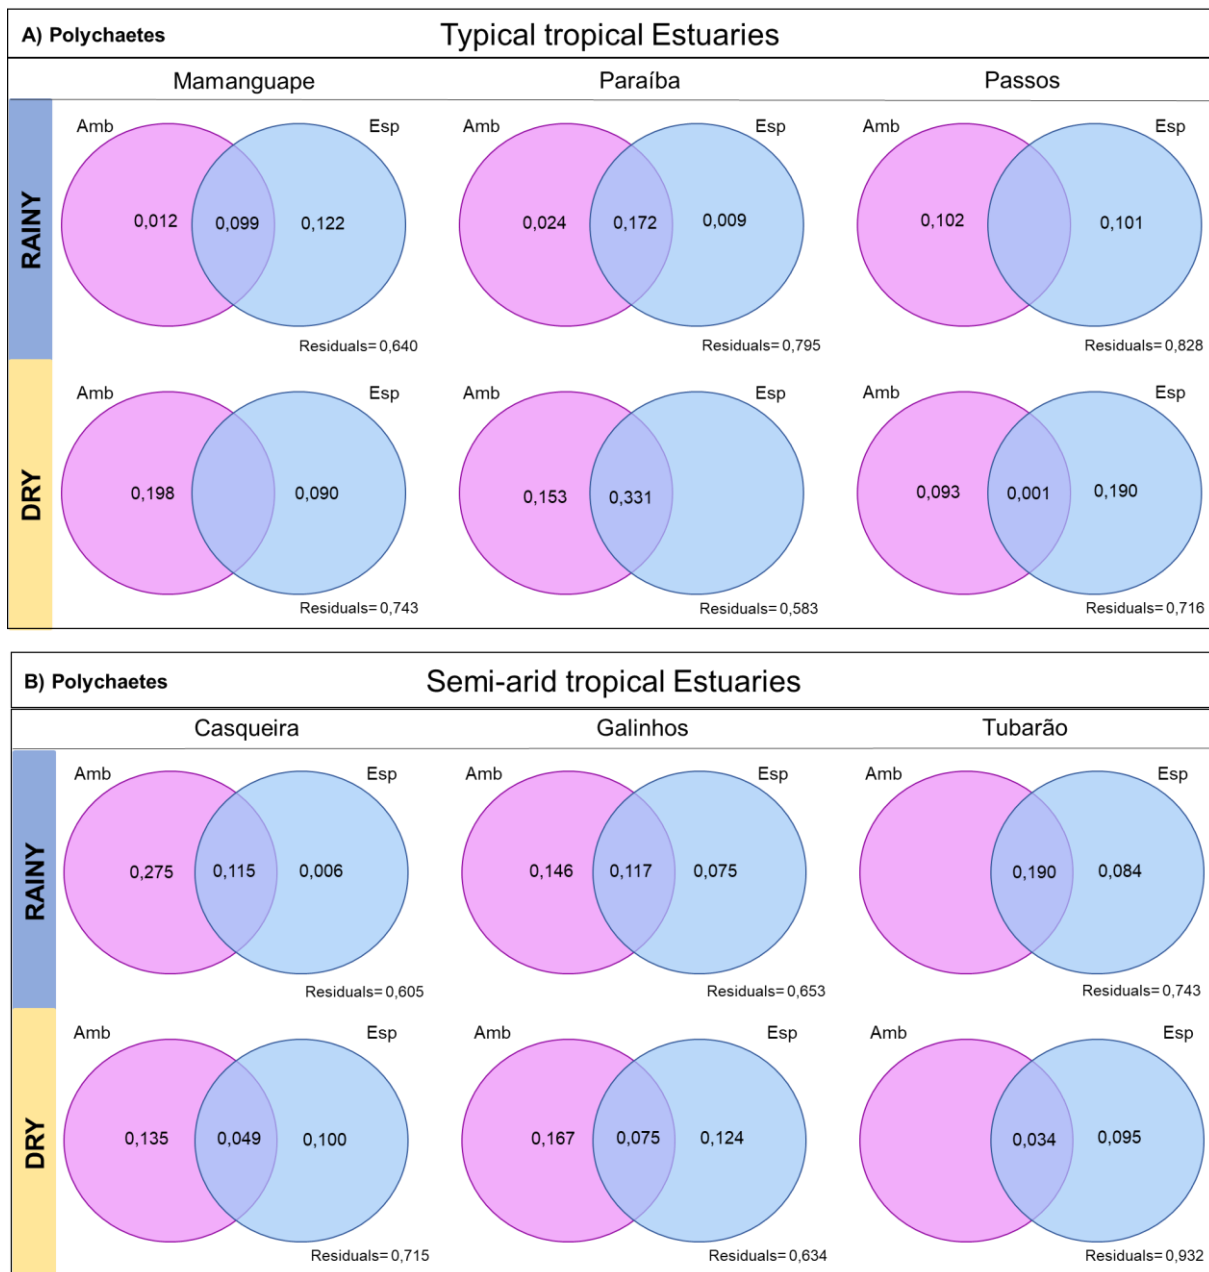 A) Polychaetes Typical tropical Estuaries
Mamanguape Paraíba Passos
RAINY
Amb Esp Amb Esp Amb Esp
0,012 0,099 0,122 0,024 0,172 0,009 0,102 0,101
Residuals= 0,640 Residuals= 0,795 Residuals= 0,828
DRY
Amb Esp Amb Esp Amb Esp
0,198 0,090 0,153 0,331 0,093 0,001 0,190
Residuals= 0,743 Residuals= 0,583 Residuals= 0,716
B) Polychaetes Semi-arid tropical Estuaries
Casqueira Galinhos Tubarão
RAINY
Amb Esp Amb Esp Amb Esp
0,275 0,115 0,006 0,146 0,117 0,075 0,190 0,084
Residuals= 0,605 Residuals= 0,653 Residuals= 0,743
DRY
Amb Esp Amb Esp Amb Esp
0,135 0,049 0,100 0,167 0,075 0,124 0,034 0,095
Residuals= 0,715 Residuals= 0,634 Residuals= 0,932